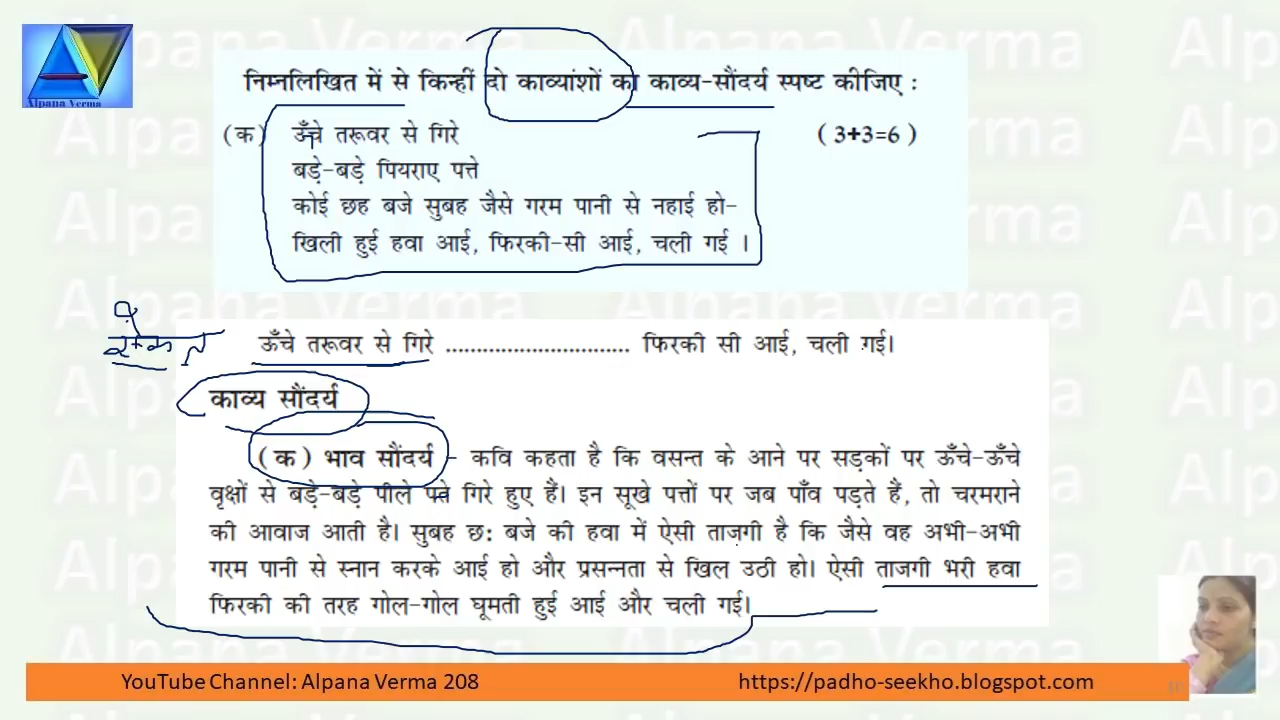 Alpana Verma
निम्नलिखित में से किन्हीं दो काव्यांशों का काव्य-सौंदर्य स्पष्ट कीजिए :
(क) ऊँचे तरूवर से गिरे (3+3=6)
बड़े-बड़े पियराए पत्ते
कोई छह बजे सुबह जैसे गरम पानी से नहाई हो-
खिली हुई हवा आई, फिरकी-सी आई, चली गई ।
ऊँचे तरूवर से गिरे .............................. फिरकी सी आई, चली गई।
काव्य सौंदर्य
(क) भाव सौंदर्य - कवि कहता है कि वसन्त के आने पर सड़कों पर ऊँचे-ऊँचे
वृक्षों से बड़े-बड़े पीले पत्ते गिरे हुए हैं। इन सूखे पत्तों पर जब पाँव पड़ते हैं, तो चरमराने
की आवाज आती है। सुबह छ: बजे की हवा में ऐसी ताज़गी है कि जैसे वह अभी-अभी
गरम पानी से स्नान करके आई हो और प्रसन्नता से खिल उठी हो। ऐसी ताजगी भरी हवा
फिरकी की तरह गोल-गोल घूमती हुई आई और चली गई।
YouTube Channel: Alpana Verma 208 https://padho-seekho.blogspot.com